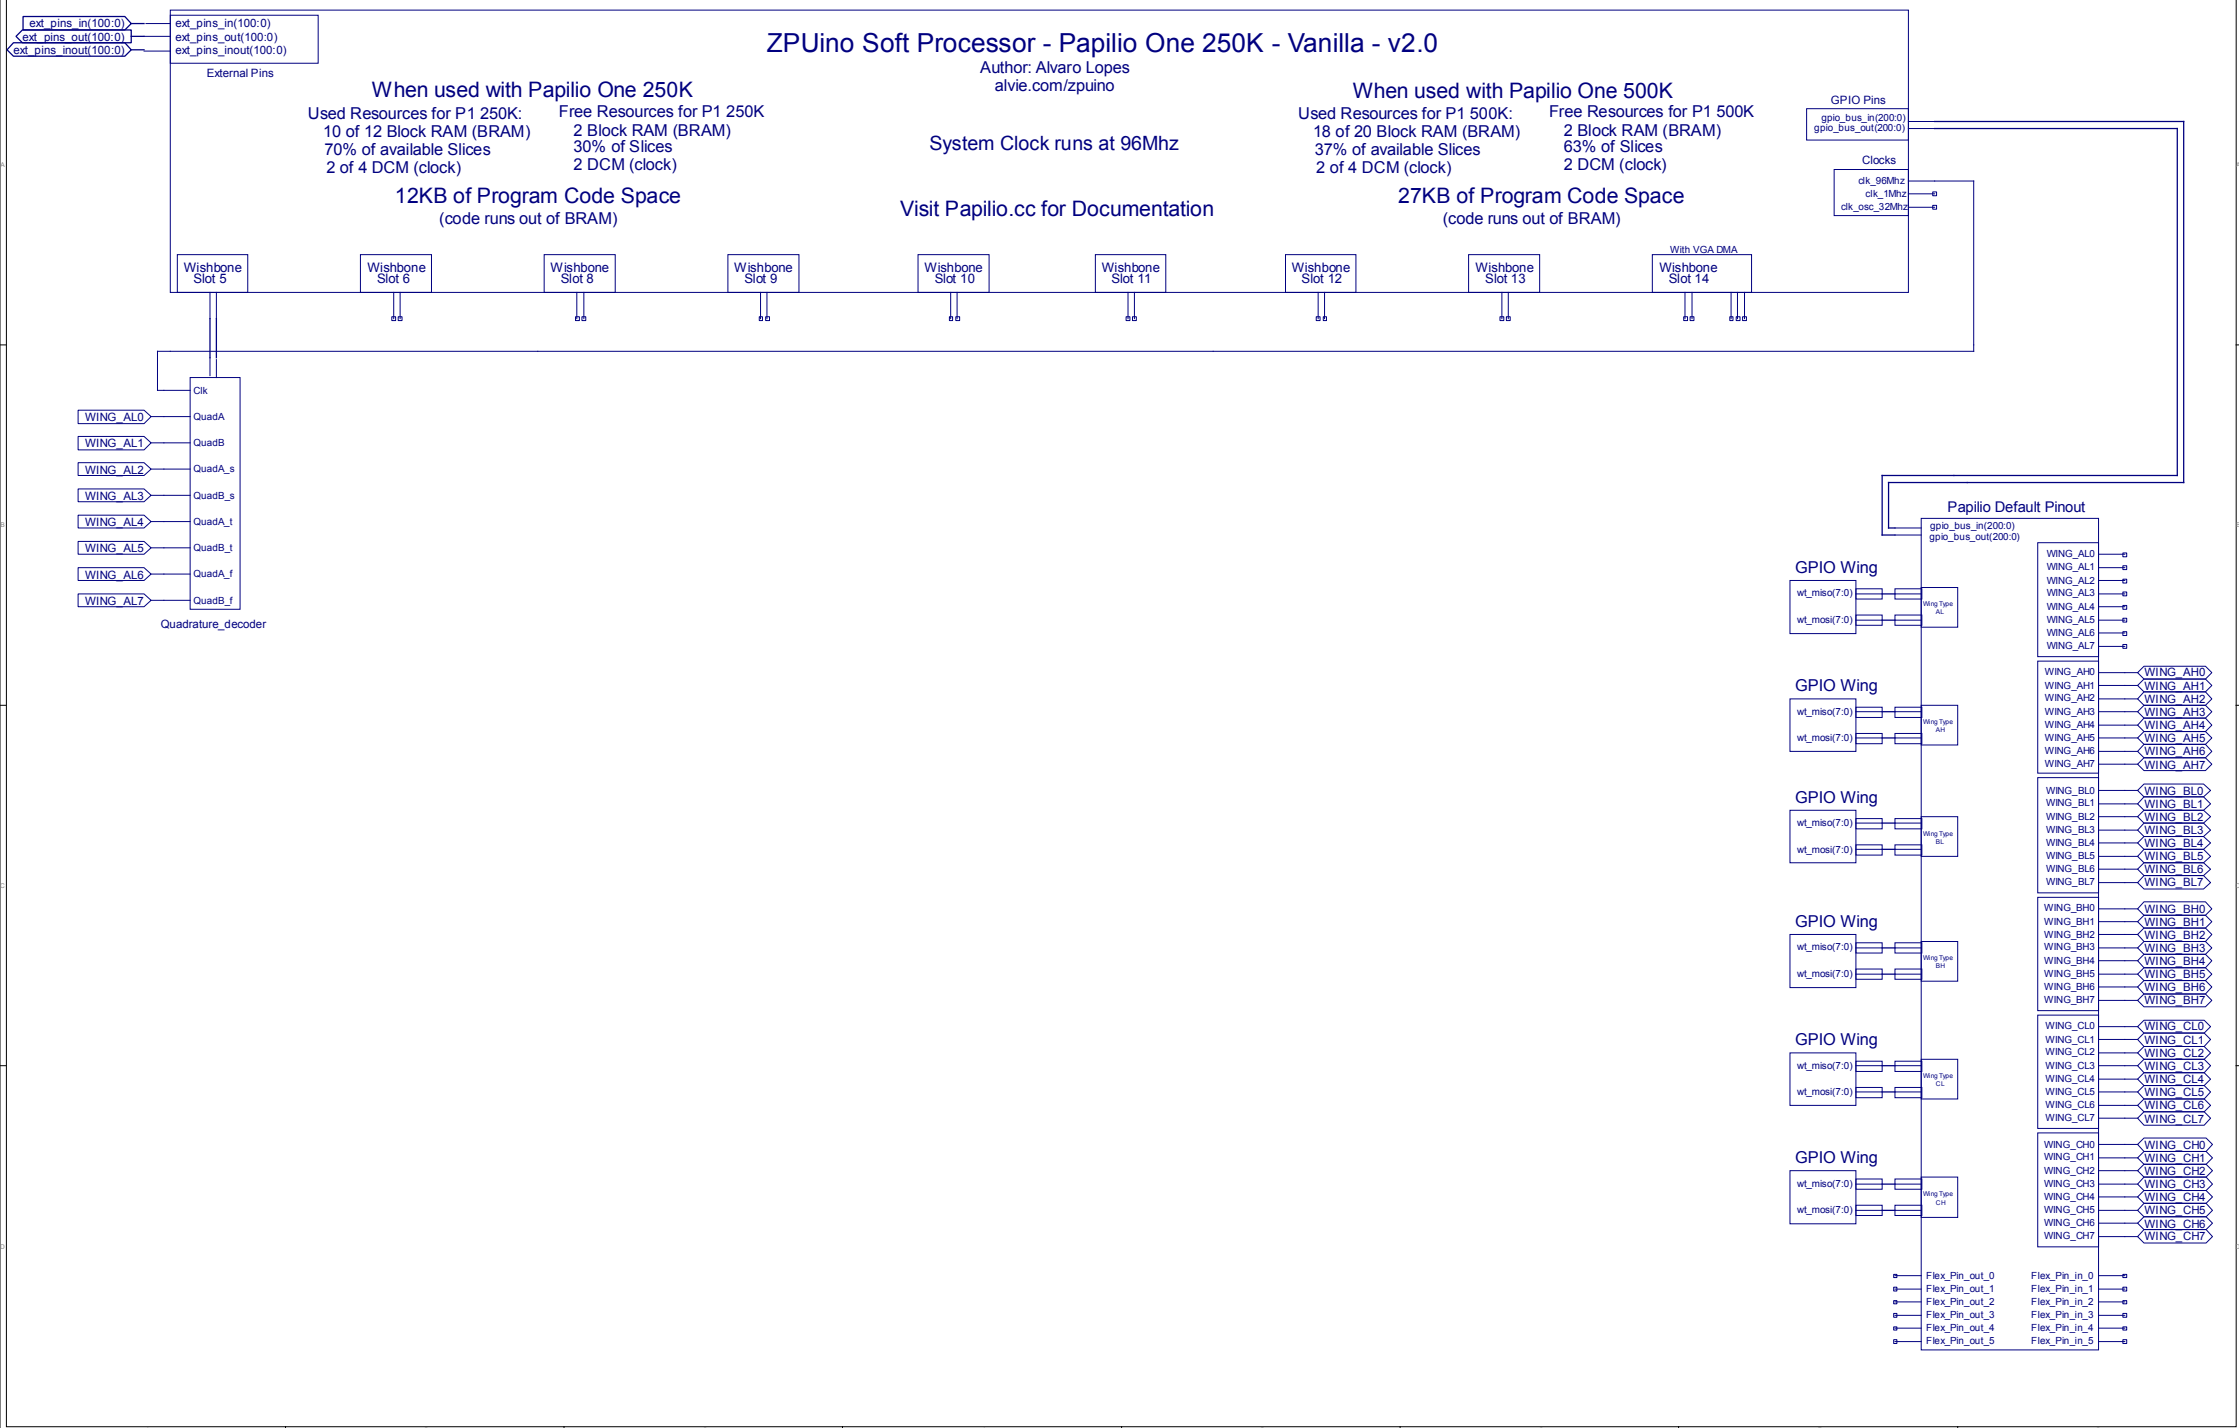 ext_pins_in(100:0)
ext_pins_out(100:0)
ext_pins_inout(100:0)
ext_pins_in(100:0)
ext_pins_out(100:0)
ext_pins_inout(100:0)
External Pins
ZPUino Soft Processor - Papilio One 250K - Vanilla - v2.0
Author: Alvaro Lopes
alvie.com/zpuino
System Clock runs at 96Mhz
Visit Papilio.cc for Documentation
When used with Papilio One 250K
Used Resources for P1 250K:
10 of 12 Block RAM (BRAM)
70% of available Slices
2 of 4 DCM (clock)
Free Resources for P1 250K
2 Block RAM (BRAM)
30% of Slices
2 DCM (clock)
12KB of Program Code Space
(code runs out of BRAM)
When used with Papilio One 500K
Used Resources for P1 500K:
18 of 20 Block RAM (BRAM)
37% of available Slices
2 of 4 DCM (clock)
Free Resources for P1 500K
2 Block RAM (BRAM)
63% of Slices
2 DCM (clock)
27KB of Program Code Space
(code runs out of BRAM)
GPIO Pins
gpio_bus_in(200:0)
gpio_bus_out(200:0)
Clocks
clk_96Mhz
clk_1Mhz
clk_osc_32Mhz
Wishbone
Slot 5
Wishbone
Slot 6
Wishbone
Slot 8
Wishbone
Slot 9
Wishbone
Slot 10
Wishbone
Slot 11
Wishbone
Slot 12
Wishbone
Slot 13
With VGA DMA
Wishbone
Slot 14
Clk
WING_AL0 QuadA
WING_AL1 QuadB
WING_AL2 QuadA_s
WING_AL3 QuadB_s
WING_AL4 QuadA_t
WING_AL5 QuadB_t
WING_AL6 QuadA_f
WING_AL7 QuadB_f
Quadrature_decoder
Papilio Default Pinout
gpio_bus_in(200:0)
gpio_bus_out(200:0)
GPIO Wing
wt_miso(7:0)
wt_mosi(7:0)
Wing Type
AL
WING_AL0
WING_AL1
WING_AL2
WING_AL3
WING_AL4
WING_AL5
WING_AL6
WING_AL7
GPIO Wing
wt_miso(7:0)
wt_mosi(7:0)
Wing Type
AH
WING_AH0 WING_AH0
WING_AH1 WING_AH1
WING_AH2 WING_AH2
WING_AH3 WING_AH3
WING_AH4 WING_AH4
WING_AH5 WING_AH5
WING_AH6 WING_AH6
WING_AH7 WING_AH7
GPIO Wing
wt_miso(7:0)
wt_mosi(7:0)
Wing Type
BL
WING_BL0 WING_BL0
WING_BL1 WING_BL1
WING_BL2 WING_BL2
WING_BL3 WING_BL3
WING_BL4 WING_BL4
WING_BL5 WING_BL5
WING_BL6 WING_BL6
WING_BL7 WING_BL7
GPIO Wing
wt_miso(7:0)
wt_mosi(7:0)
Wing Type
BH
WING_BH0 WING_BH0
WING_BH1 WING_BH1
WING_BH2 WING_BH2
WING_BH3 WING_BH3
WING_BH4 WING_BH4
WING_BH5 WING_BH5
WING_BH6 WING_BH6
WING_BH7 WING_BH7
GPIO Wing
wt_miso(7:0)
wt_mosi(7:0)
Wing Type
CL
WING_CL0 WING_CL0
WING_CL1 WING_CL1
WING_CL2 WING_CL2
WING_CL3 WING_CL3
WING_CL4 WING_CL4
WING_CL5 WING_CL5
WING_CL6 WING_CL6
WING_CL7 WING_CL7
GPIO Wing
wt_miso(7:0)
wt_mosi(7:0)
Wing Type
CH
WING_CH0 WING_CH0
WING_CH1 WING_CH1
WING_CH2 WING_CH2
WING_CH3 WING_CH3
WING_CH4 WING_CH4
WING_CH5 WING_CH5
WING_CH6 WING_CH6
WING_CH7 WING_CH7
Flex_Pin_out_0 Flex_Pin_in_0
Flex_Pin_out_1 Flex_Pin_in_1
Flex_Pin_out_2 Flex_Pin_in_2
Flex_Pin_out_3 Flex_Pin_in_3
Flex_Pin_out_4 Flex_Pin_in_4
Flex_Pin_out_5 Flex_Pin_in_5